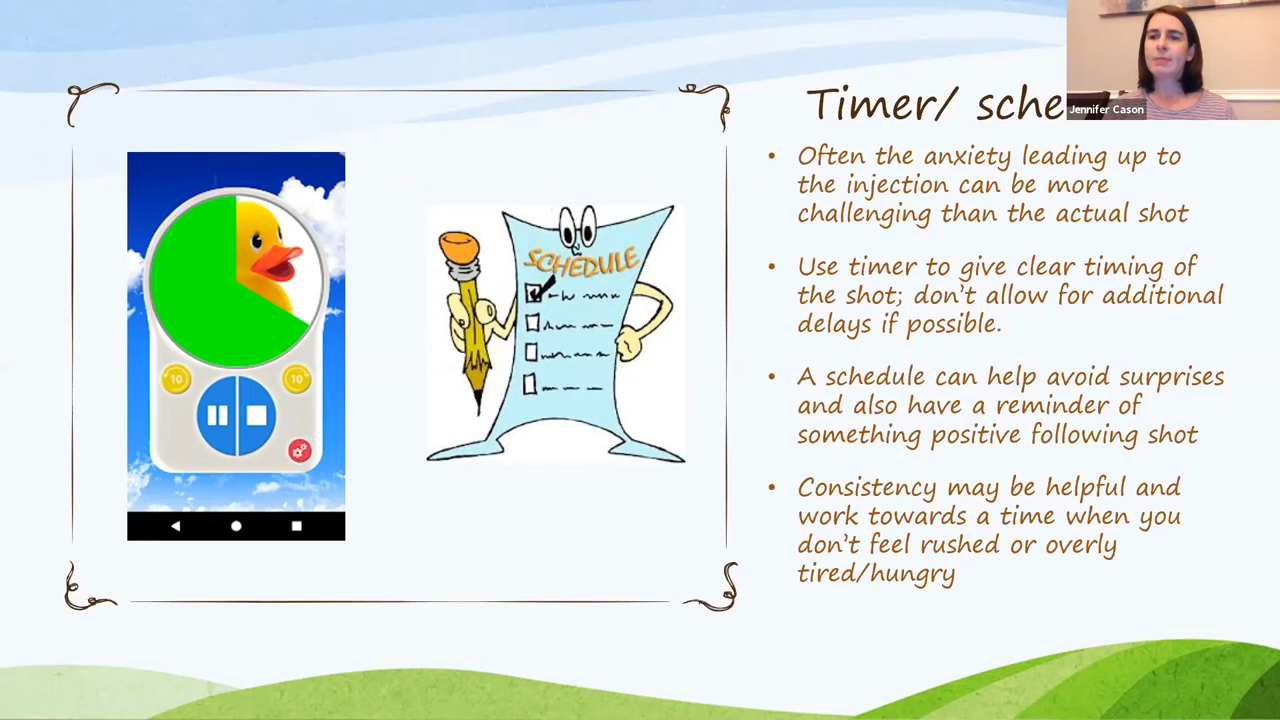 Timer/ sche
Jennifer Cason
Often the anxiety leading up to
the injection can be more
challenging than the actual shot
Use timer to give clear timing of
the shot; don't allow for additional
delays if possible.
A schedule can help avoid surprises
and also have a reminder of
something positive following shot
Consistency may be helpful and
work towards a time when you
don't feel rushed or overly
tired/hungry
10
10
SCHEDULE